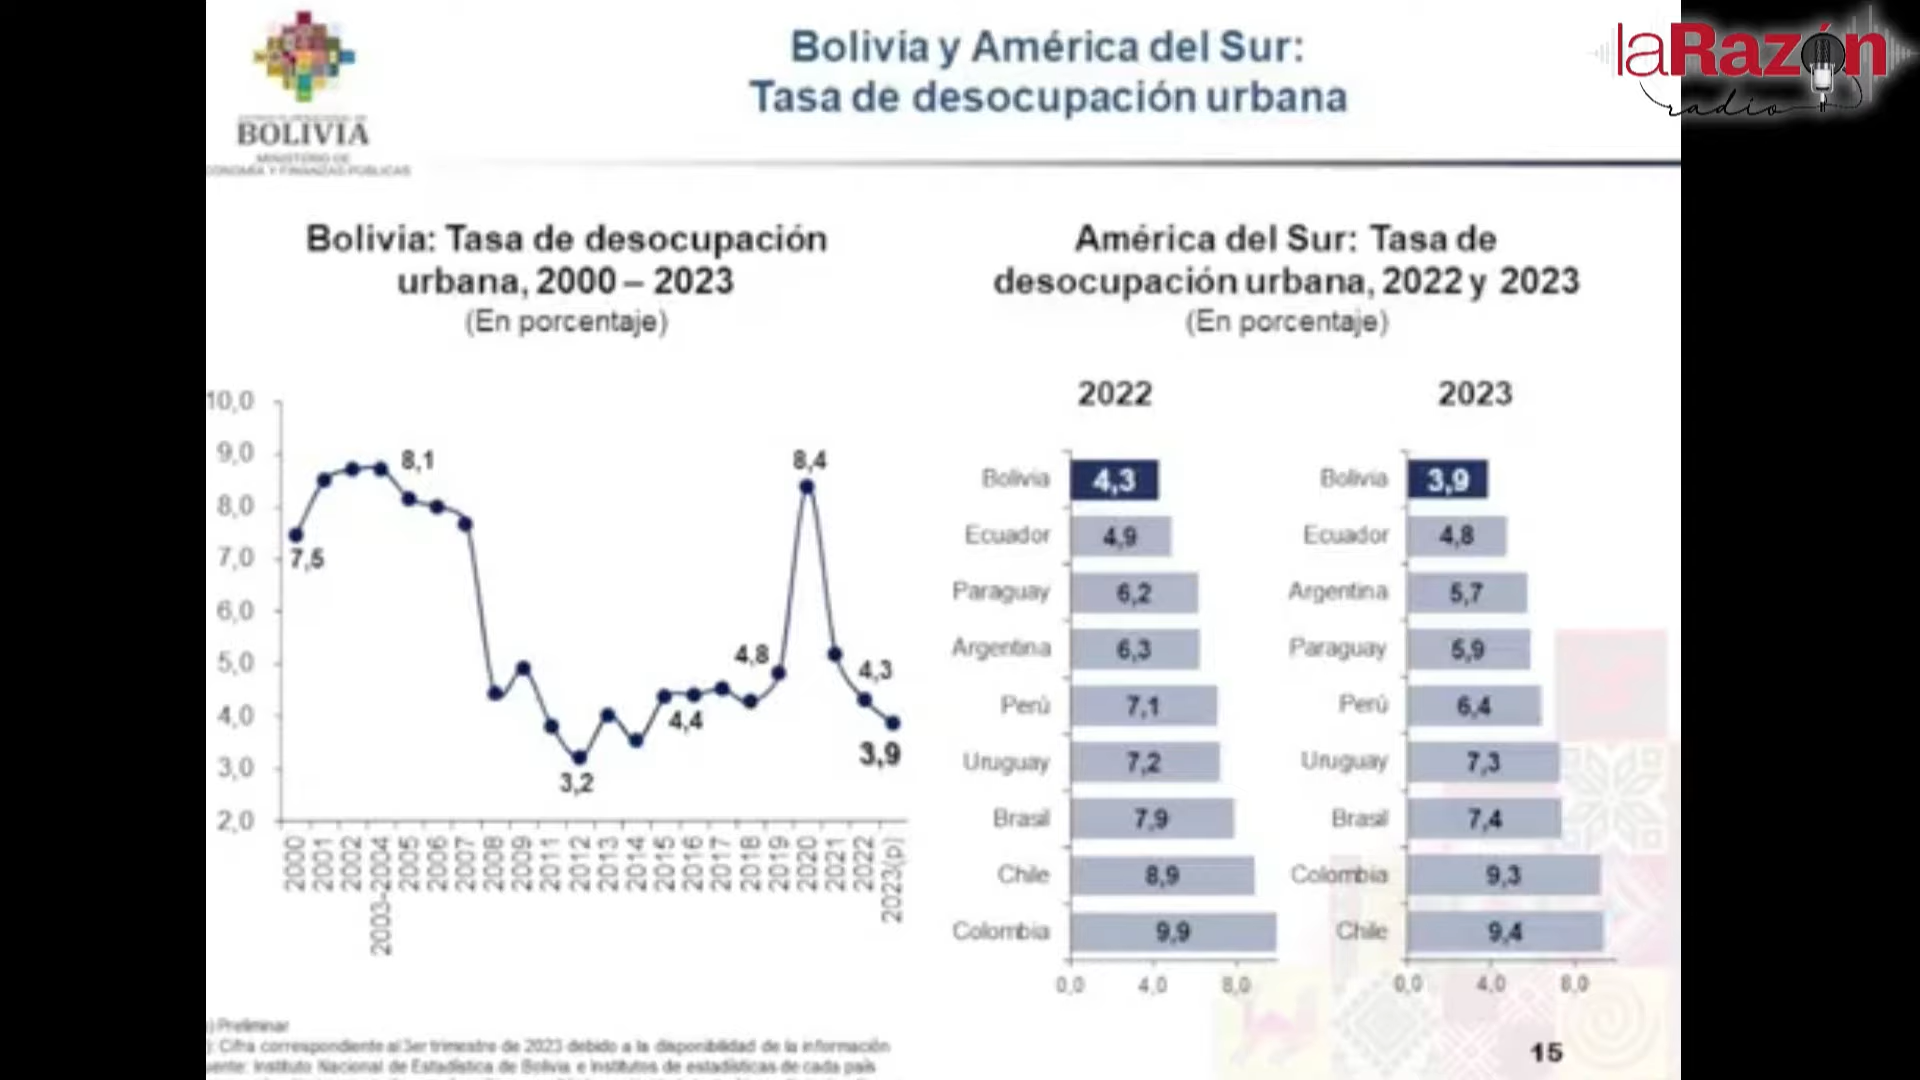 laRazón
radio
BOLIVIA
MINISTERIO DE
ECONOMÍA Y FINANZAS PÚBLICAS
Bolivia y América del Sur:
Tasa de desocupación urbana
Bolivia: Tasa de desocupación
urbana, 2000 – 2023
(En porcentaje)
10,0
9,0
8,0
7,0
6,0
5,0
4,0
3,0
2,0
7,5
8,1
3,2
4,4
4,8
8,4
4,3
3,9
2000
2001
2002
2003-2004
2005
2006
2007
2008
2009
2011
2012
2013
2014
2015
2016
2017
2018
2019
2020
2021
2022
2023(p)
América del Sur: Tasa de
desocupación urbana, 2022 y 2023
(En porcentaje)
2022
Bolivia 4,3
Ecuador 4,9
Paraguay 6,2
Argentina 6,3
Perú 7,1
Uruguay 7,2
Brasil 7,9
Chile 8,9
Colombia 9,9
0,0 4,0 8,0
2023
Bolivia 3,9
Ecuador 4,8
Argentina 5,7
Paraguay 5,9
Perú 6,4
Uruguay 7,3
Brasil 7,4
Colombia 9,3
Chile 9,4
0,0 4,0 8,0
) Preliminar
): Cifra correspondiente al 3er trimestre de 2023 debido a la disponibilidad de la información
uente: Instituto Nacional de Estadística de Bolivia e Institutos de estadísticas de cada país
15